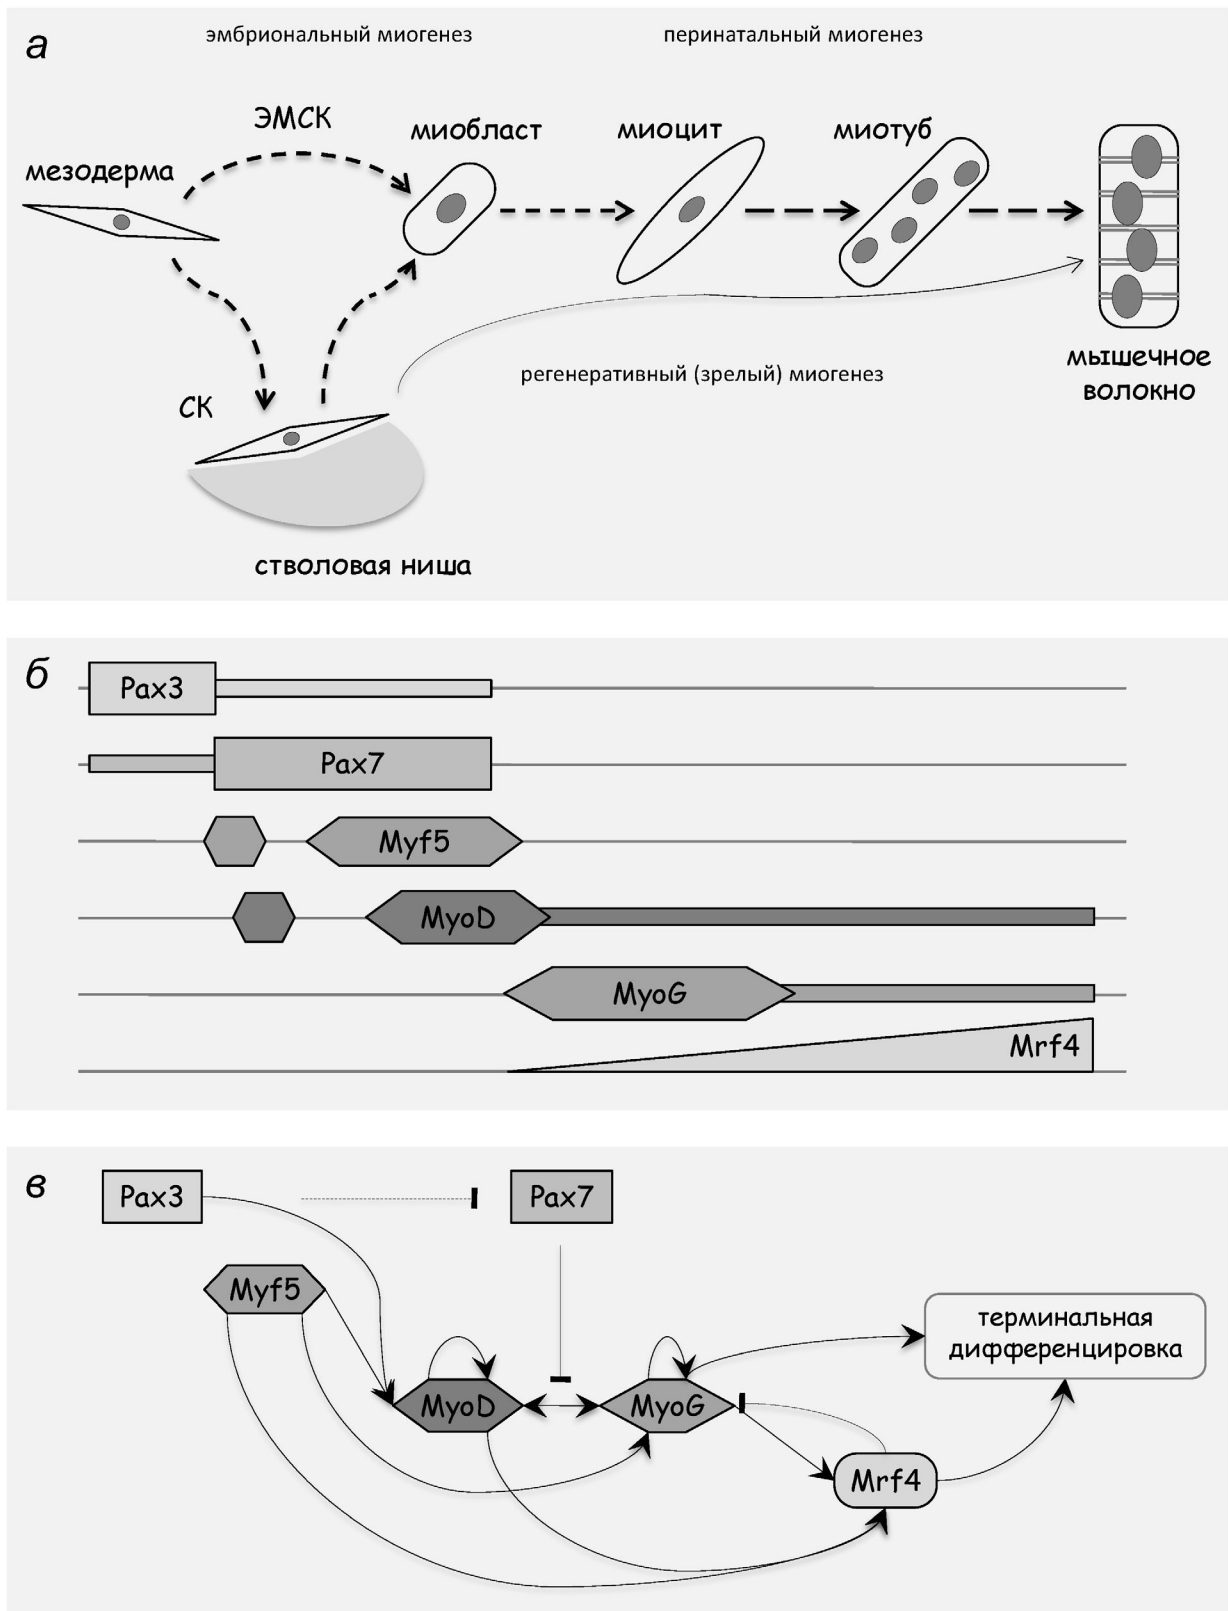 а
эмбриональный миогенез
перинатальный миогенез
ЭМСК
миобласт
миоцит
миотуб
мезодерма
мышечное
волокно
регенеративный (зрелый) миогенез
СК
стволовая ниша
б
Pax3
Pax7
Myf5
MyoD
MyoG
Mrf4
в
Pax3
Pax7
Myf5
терминальная
дифференцировка
MyoD
MyoG
Mrf4